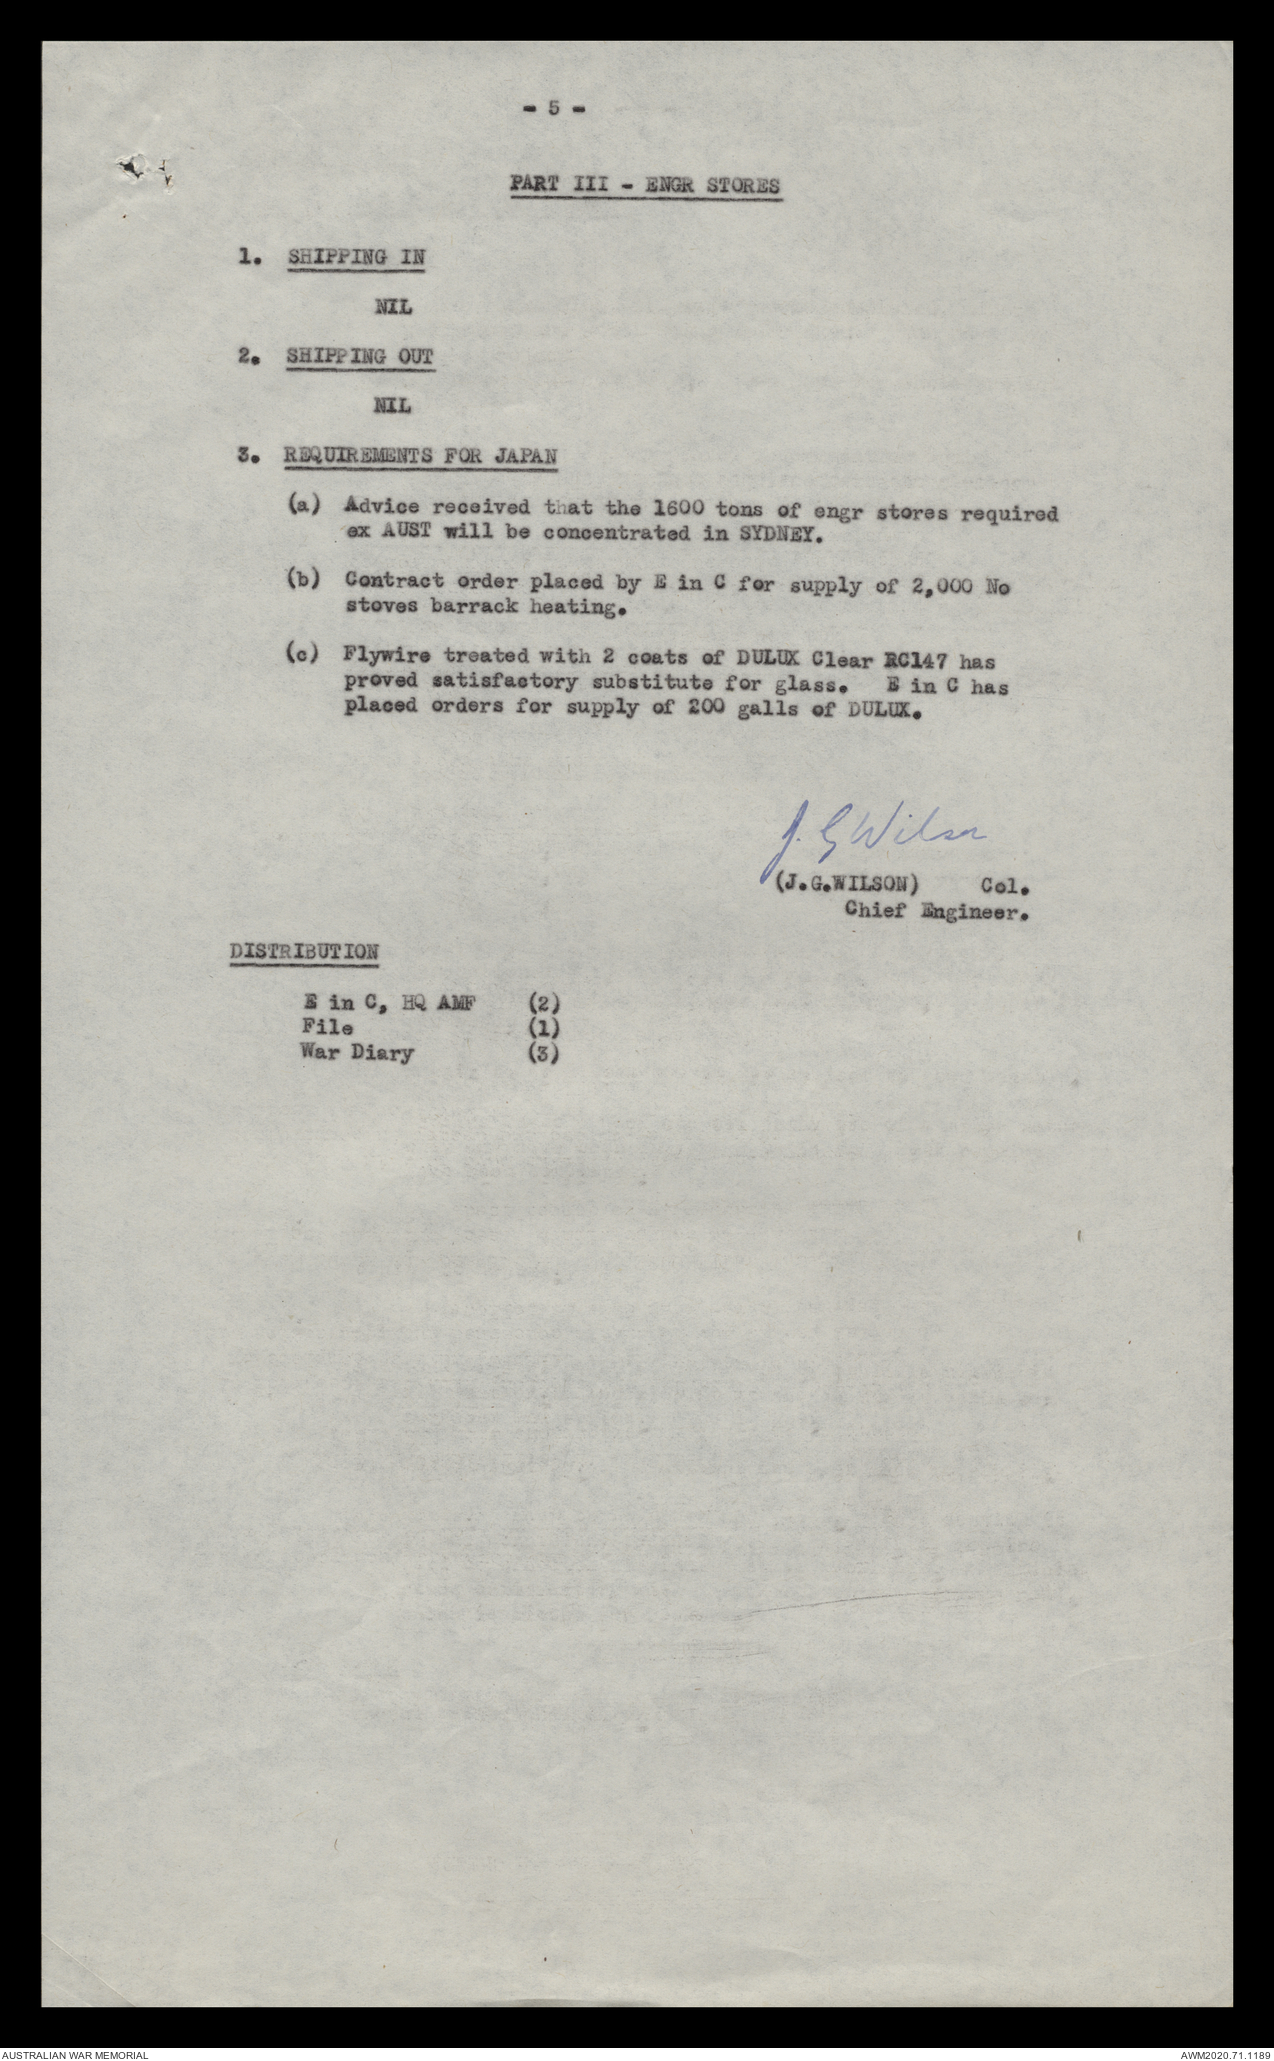 - 5 -
PART III - ENGR STORES
1. SHIPPING IN
NIL
2. SHIPPING OUT
NIL
3. REQUIREMENTS FOR JAPAN
(a) Advice received that the 1600 tons of engr stores required
ex AUST will be concentrated in SYDNEY.
(b) Contract order placed by E in C for supply of 2,000 No
stoves barrack heating.
(c) Flywire treated with 2 coats of DULUX Clear RC147 has
proved satisfactory substitute for glass. E in C has
placed orders for supply of 200 galls of DULUX.
J. G Wilson
(J.G.WILSON) Col.
Chief Engineer.
DISTRIBUTION
E in C, HQ AMF (2)
File (1)
War Diary (3)
AUSTRALIAN WAR MEMORIAL AWM2020.71.1189